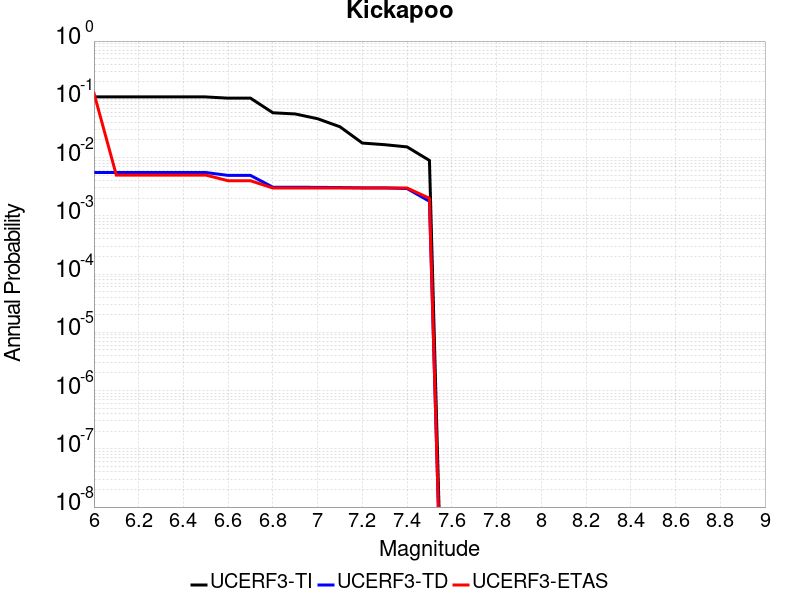 Kickapoo
10^0
10^-1
10^-2
10^-3
10^-4
10^-5
10^-6
10^-7
10^-8
Annual Probability
6 6.2 6.4 6.6 6.8 7 7.2 7.4 7.6 7.8 8 8.2 8.4 8.6 8.8 9
Magnitude
UCERF3-TI UCERF3-TD UCERF3-ETAS